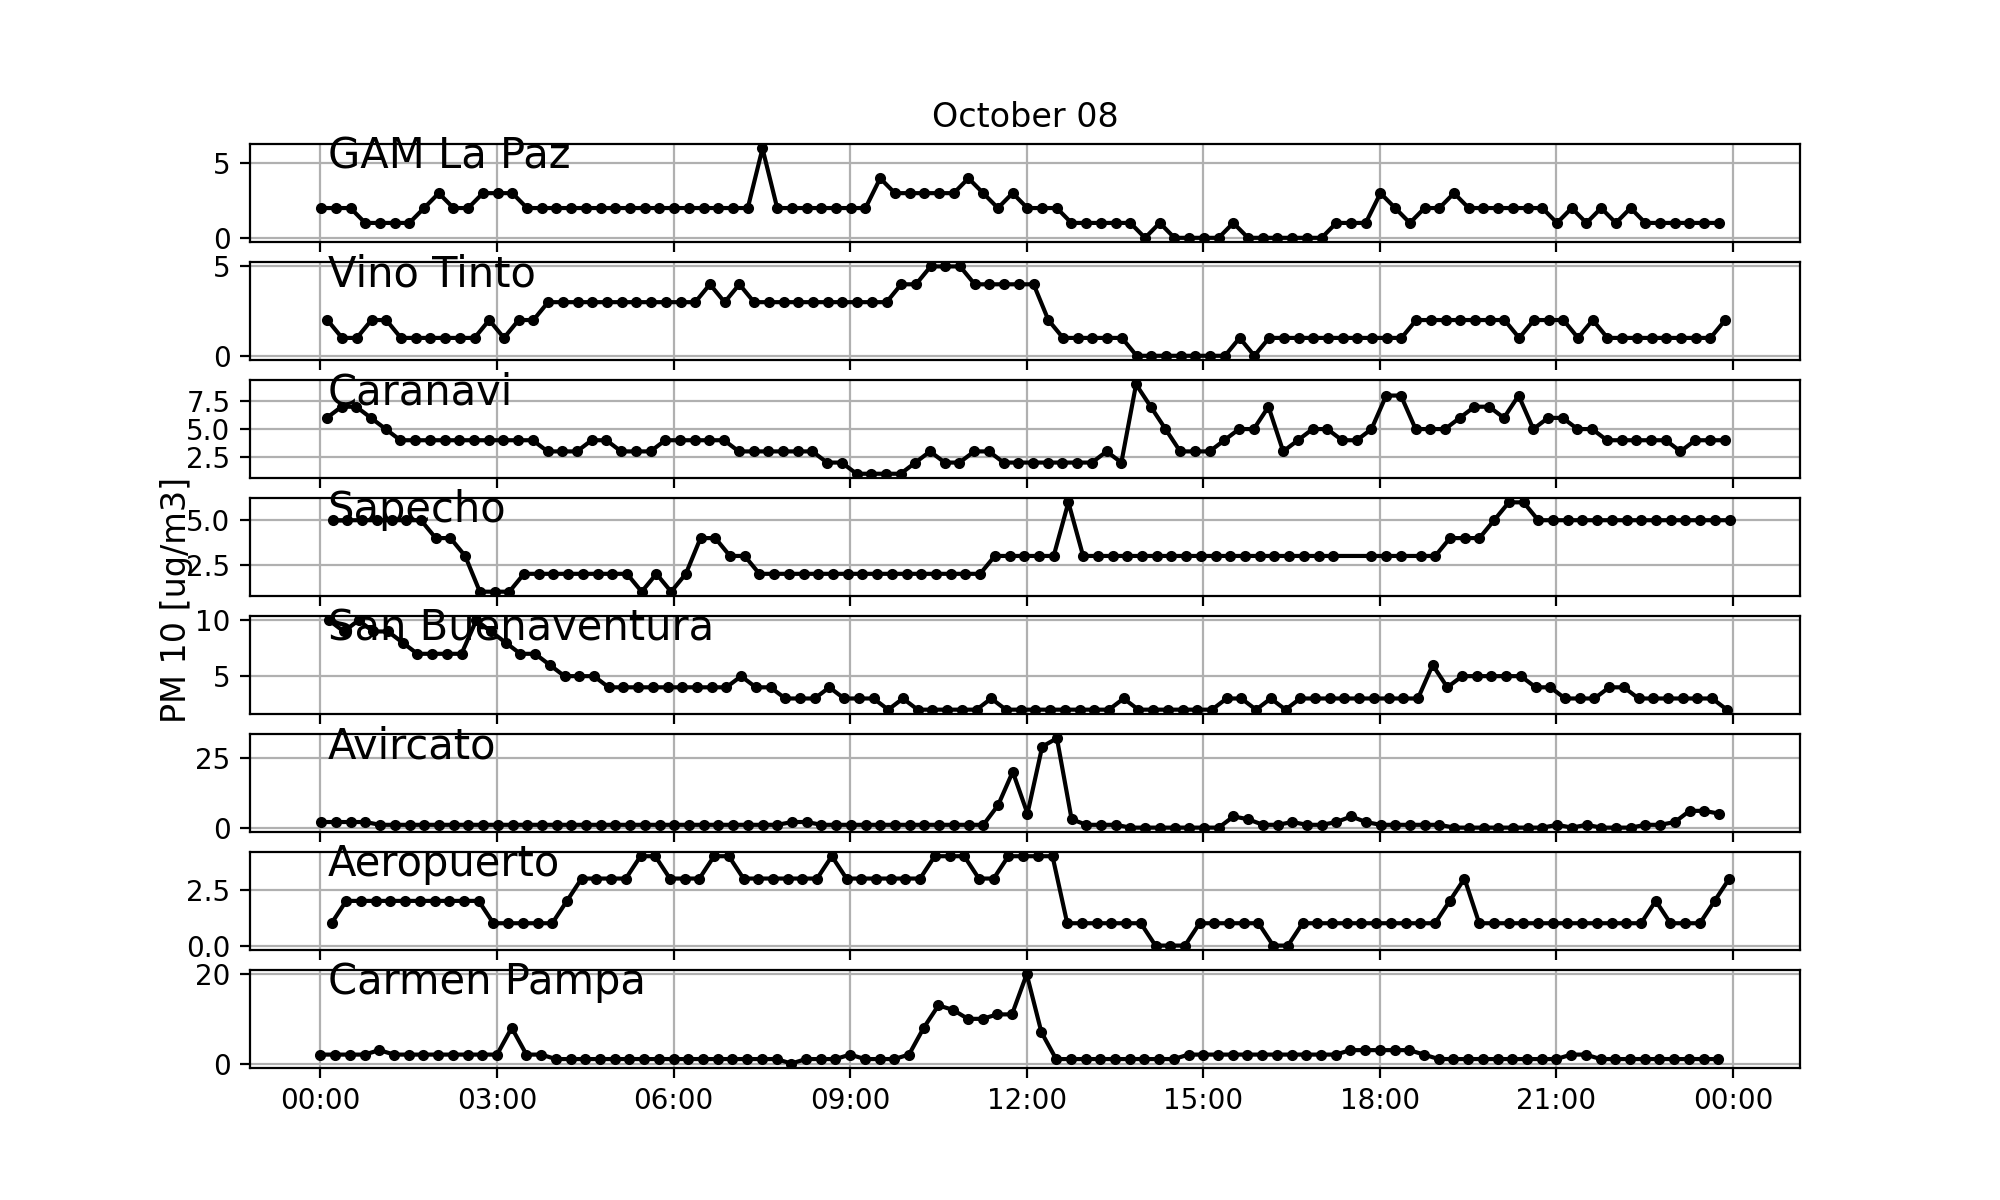 October 08
PM 10 [ug/m3]
GAM La Paz
5
0
Vino Tinto
5
0
Caranavi
7.5
5.0
2.5
Sapecho
5.0
2.5
San Buenaventura
10
5
Avircato
25
0
Aeropuerto
2.5
0.0
Carmen Pampa
20
0
00:00 03:00 06:00 09:00 12:00 15:00 18:00 21:00 00:00